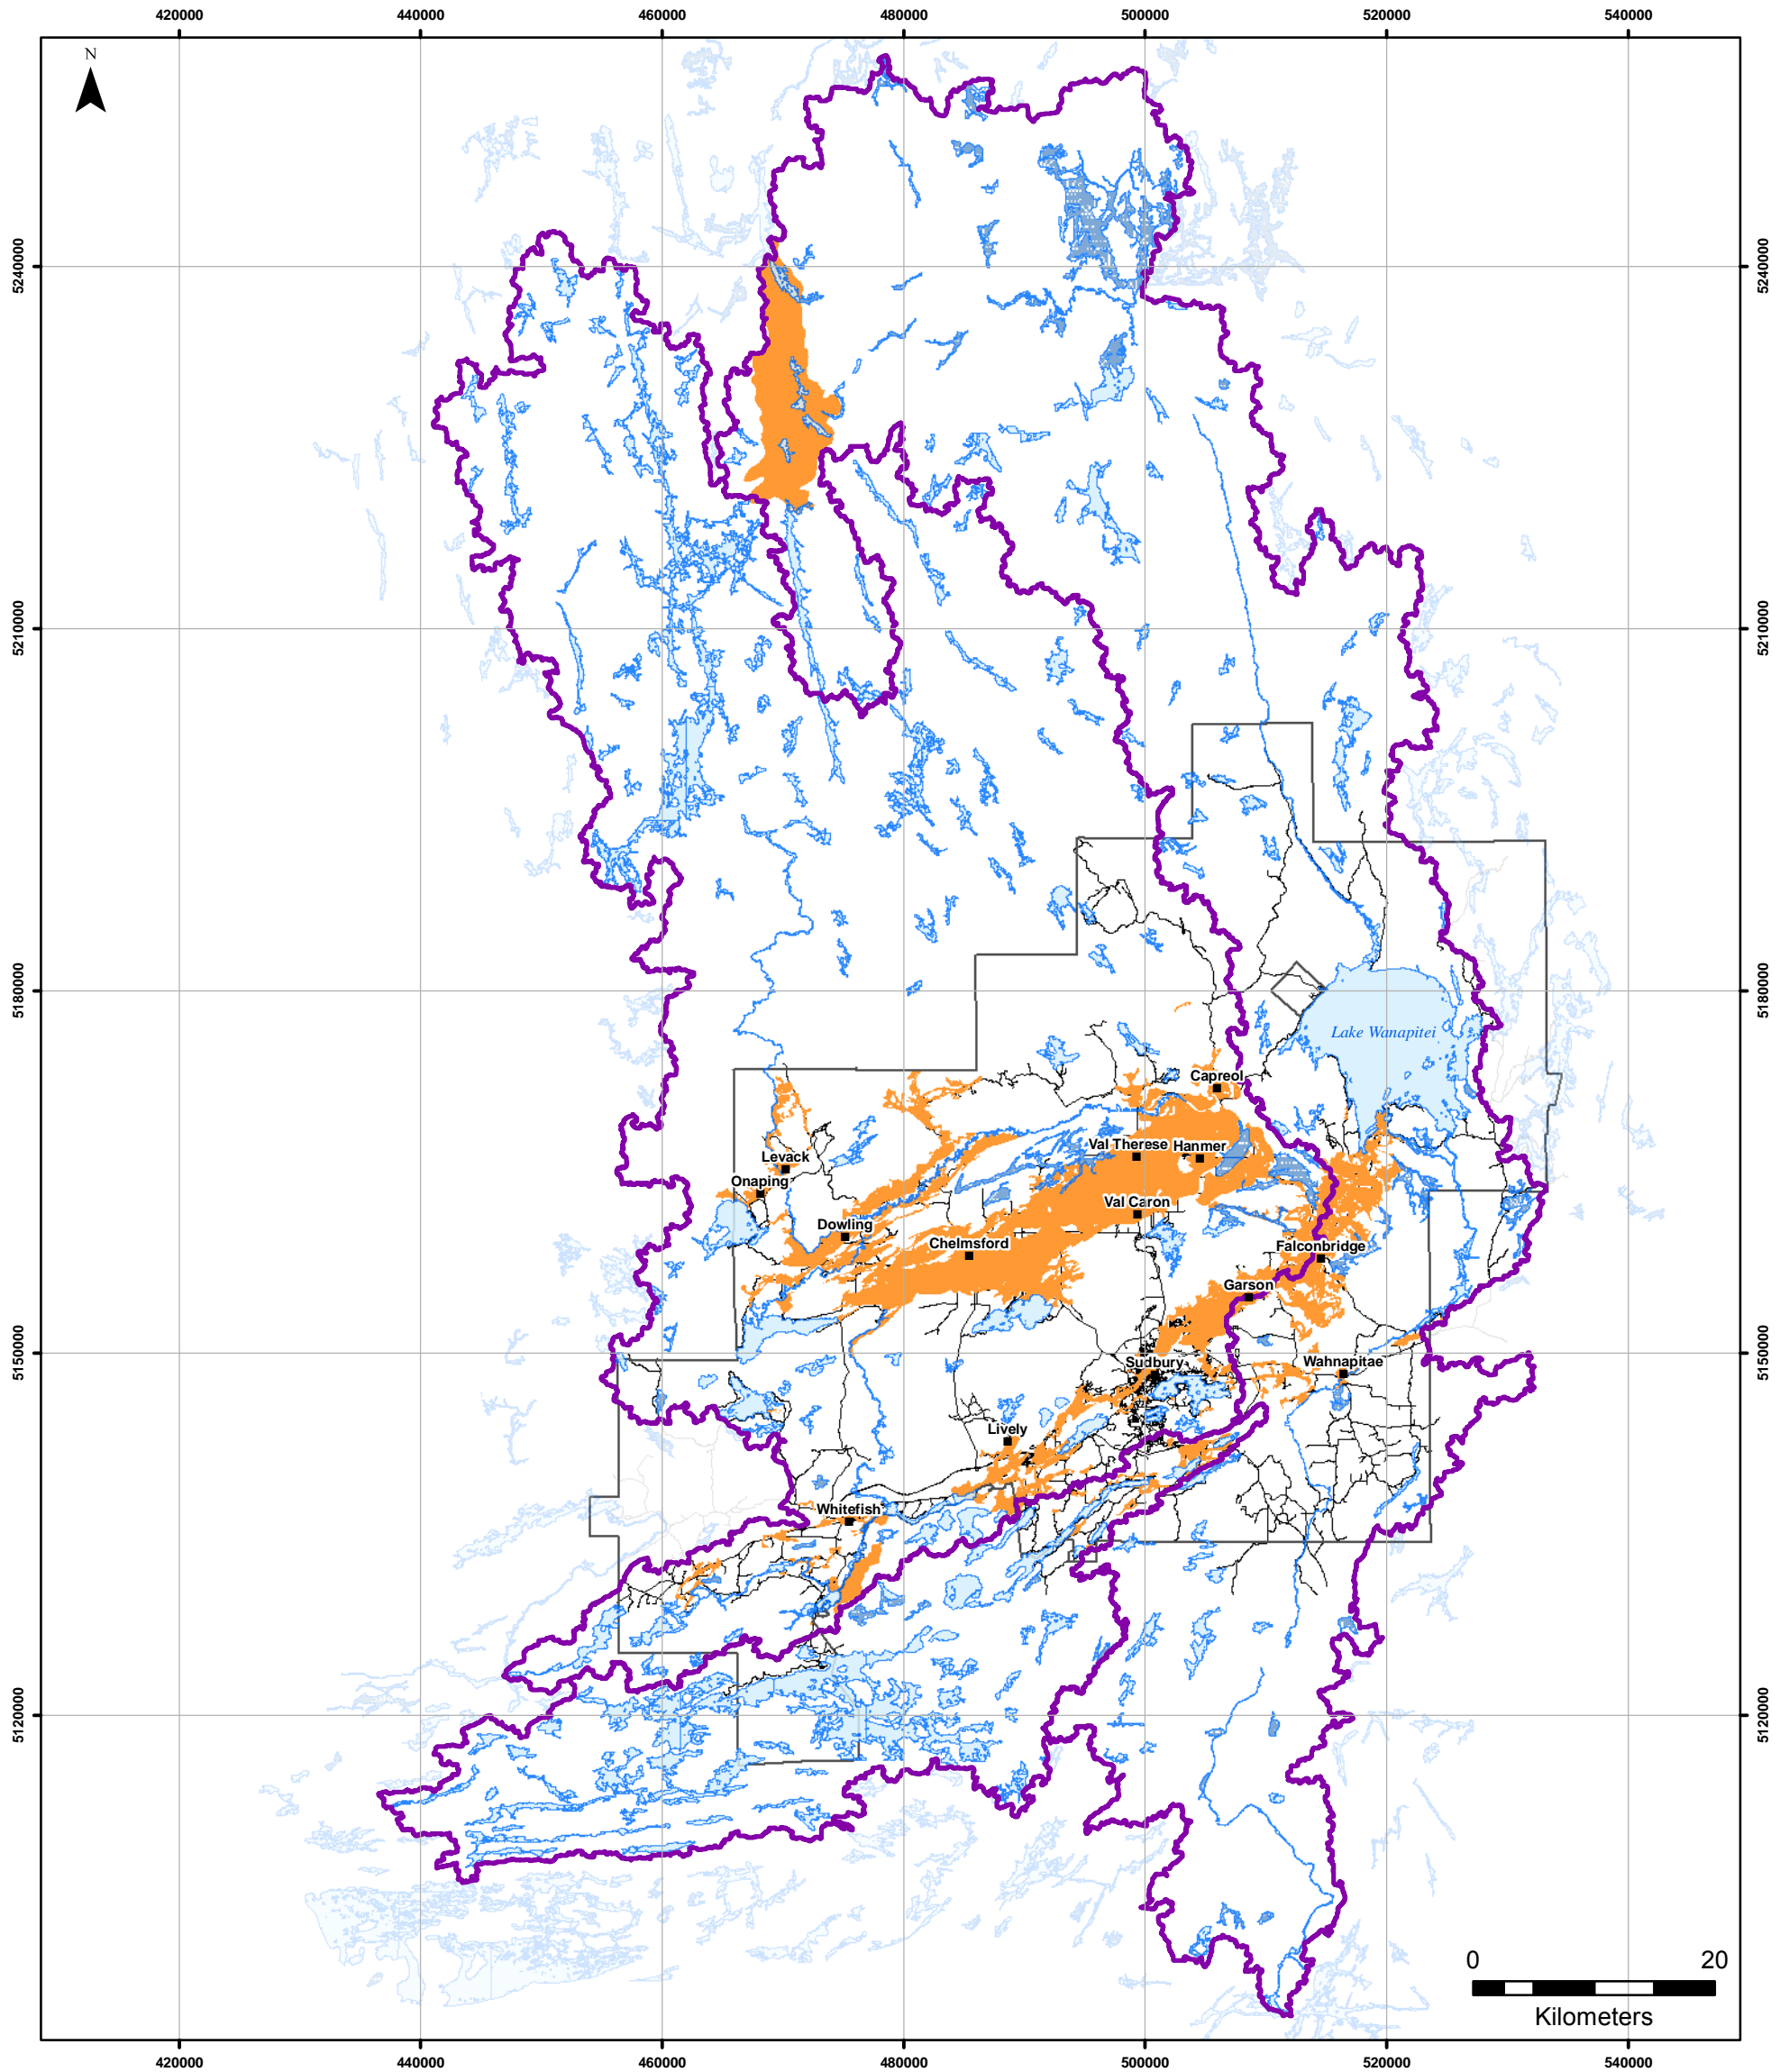 420000 440000 460000 480000 500000 520000 540000
N
5240000 5240000
5210000 5210000
5180000 5180000
Lake Wanapitei
Capreol
Val Therese Hanmer
Levack
Onaping
Val Caron
Dowling
Chelmsford
Falconbridge
Garson
5150000 5150000
Sudbury
Wahnapitae
Lively
Whitefish
5120000 5120000
0 20
Kilometers
420000 440000 460000 480000 500000 520000 540000